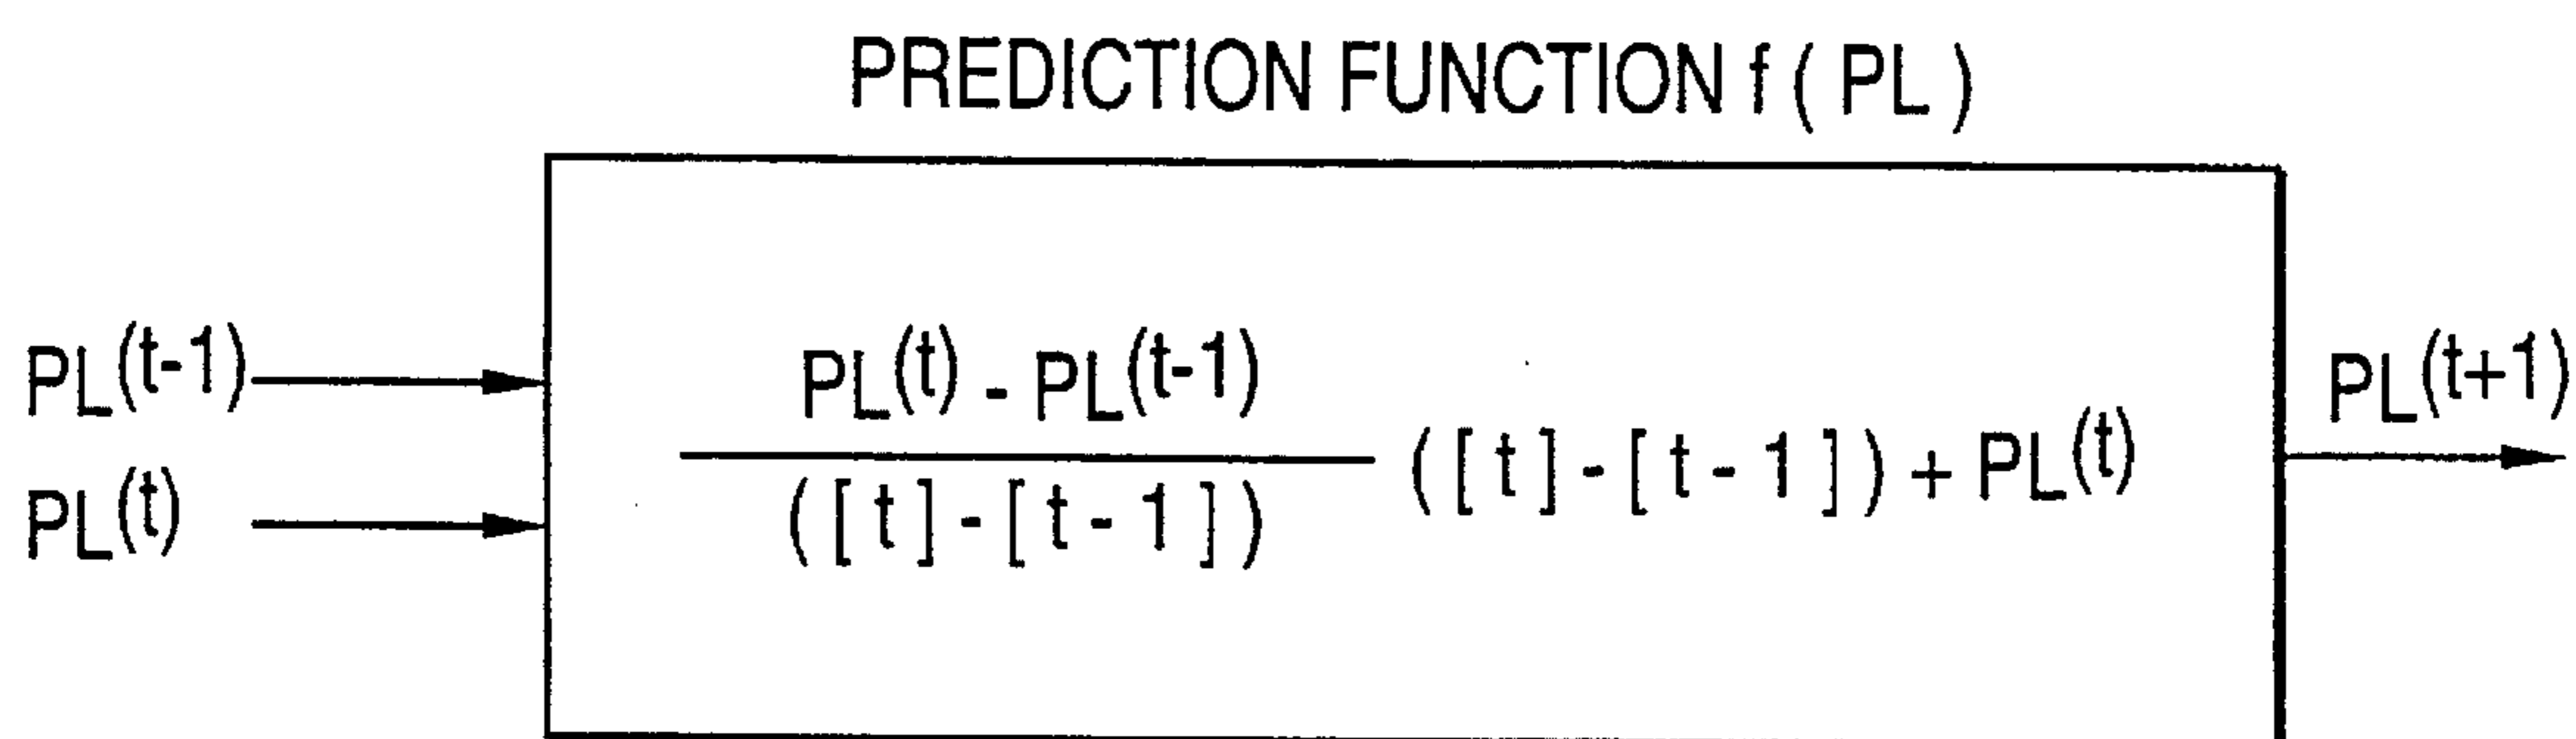 PREDICTION FUNCTION f ( PL )
PL(t-1)
PL(t)
PL(t) - PL(t-1)
( [ t ] - [ t - 1 ] )
( [ t ] - [ t - 1 ] ) + PL(t)
PL(t+1)